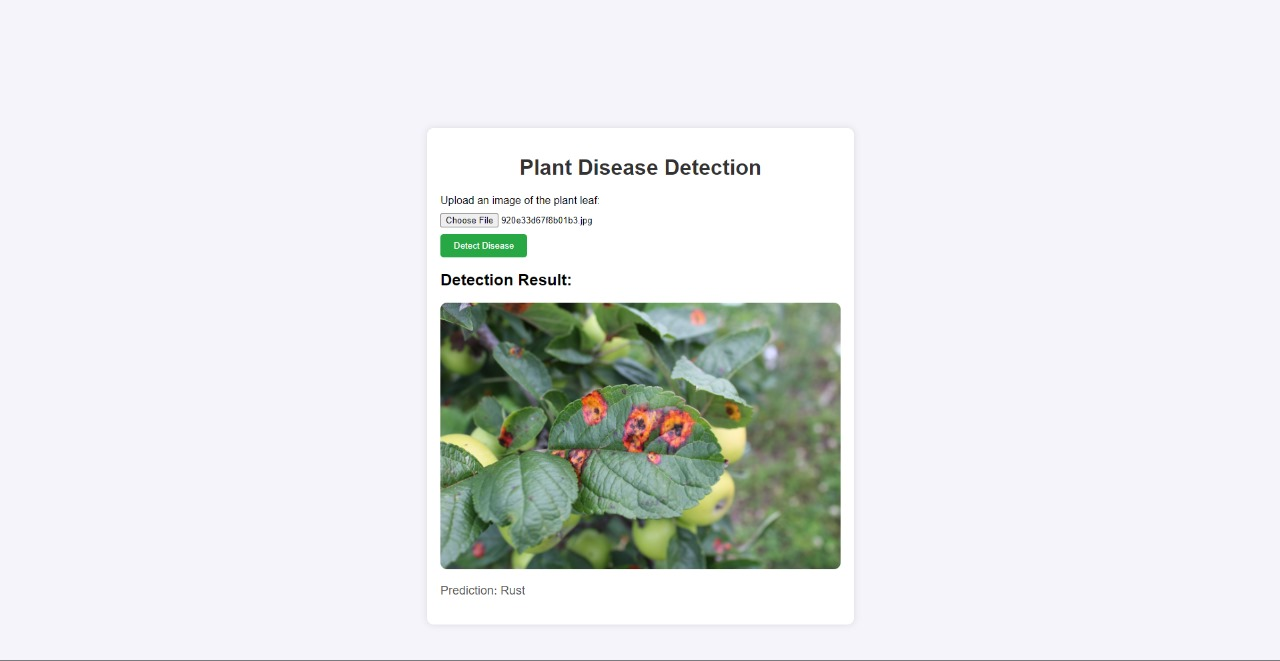 Plant Disease Detection
Upload an image of the plant leaf:
Choose File 920e33d67f8b01b3.jpg
Detect Disease
Detection Result:
Prediction: Rust